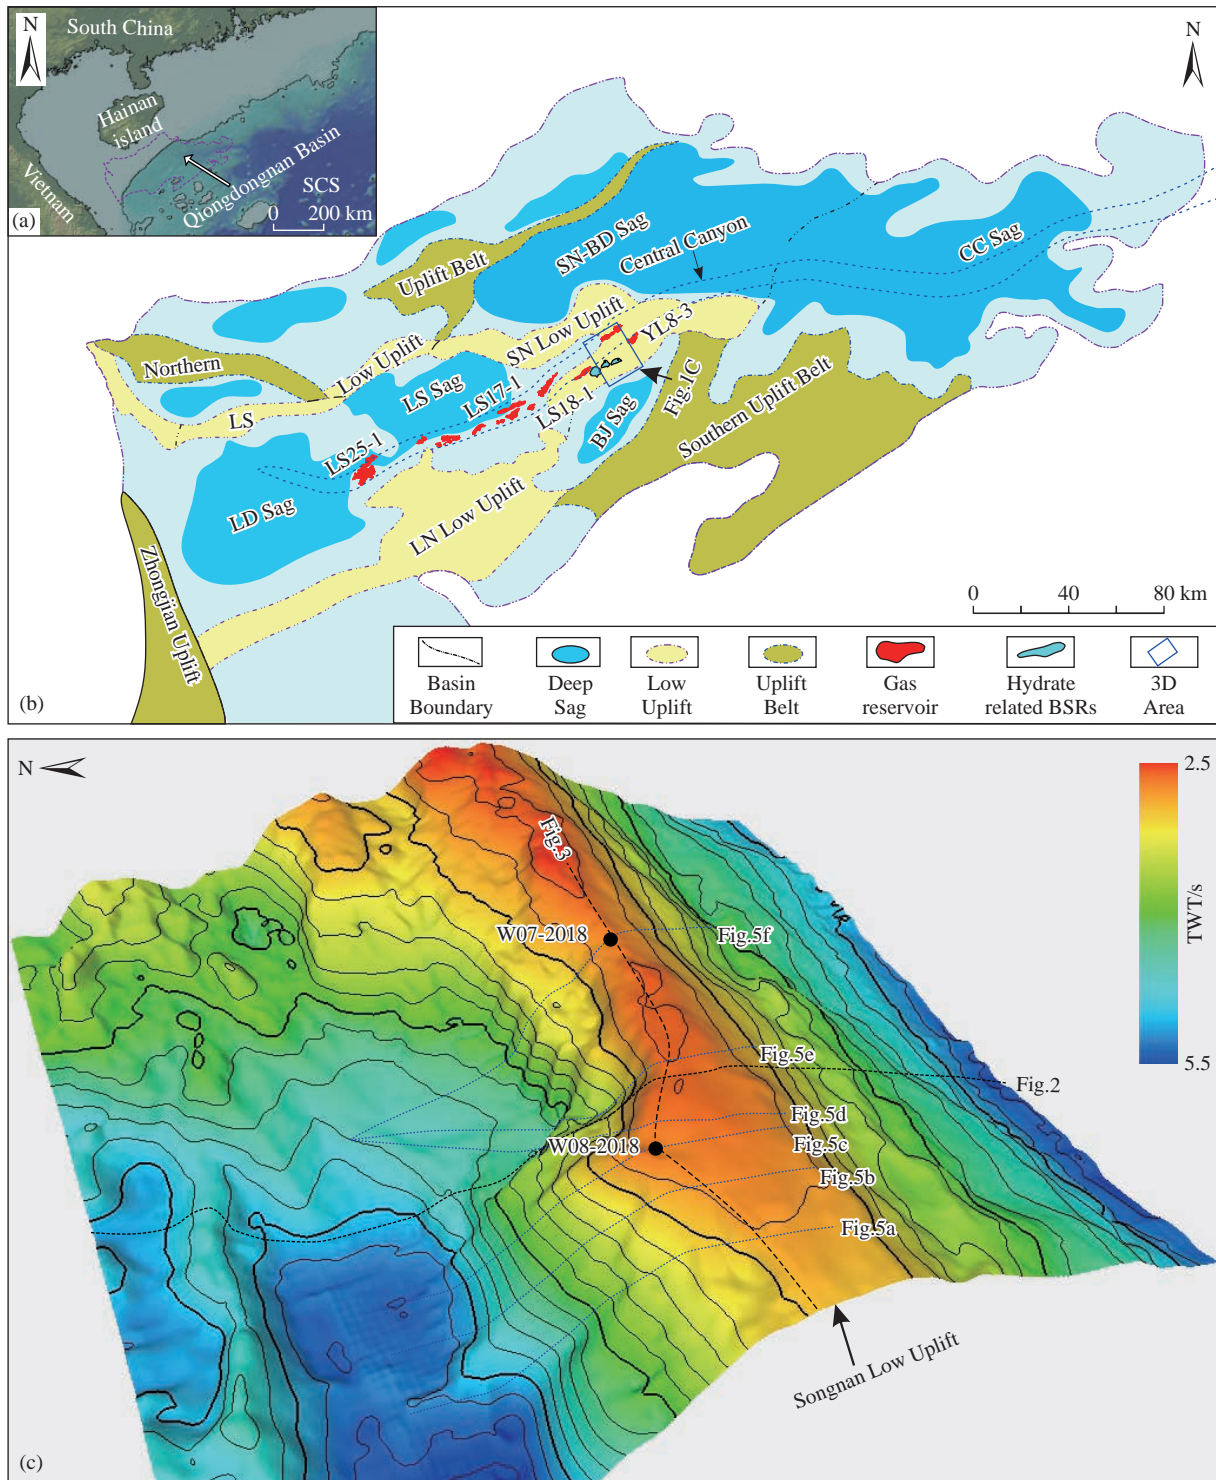 N
South China
Hainan
island
Vietnam
Qiongdongnan Basin
SCS
0 200 km
(a)
N
SN-BD Sag
Central Canyon
CC Sag
Uplift Belt
Northern
Low Uplift
SN Low Uplift
YL8-3
LS
LS Sag
LS17-1
LS18-1
Fig.1C
BJ Sag
Southern Uplift Belt
LS25-1
LD Sag
LN Low Uplift
Zhongjian Uplift
0 40 80 km
Basin
Boundary
Deep
Sag
Low
Uplift
Uplift
Belt
Gas
reservoir
Hydrate
related BSRs
3D
Area
(b)
N
2.5
TWT/s
5.5
Fig.3
W07-2018
Fig.5f
Fig.5e
Fig.2
Fig.5d
W08-2018
Fig.5c
Fig.5b
Fig.5a
Songnan Low Uplift
(c)